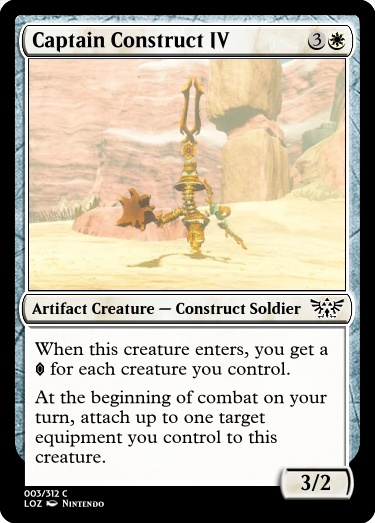 Captain Construct IV 3
Artifact Creature — Construct Soldier
When this creature enters, you get a
for each creature you control.
At the beginning of combat on your
turn, attach up to one target
equipment you control to this
creature.
3/2
003/312 C
LOZ Nintendo